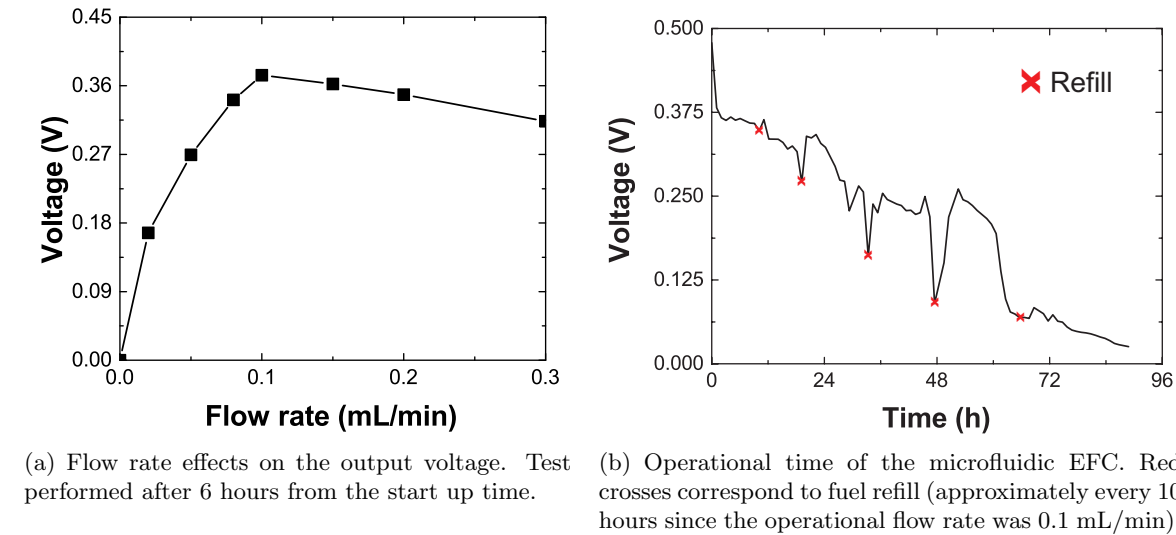 0.45
0.36
0.27
0.18
0.09
0.00
Voltage (V)
0.0 0.1 0.2 0.3
Flow rate (mL/min)
0.500
0.375
0.250
0.125
0.000
Voltage (V)
Refill
0 24 48 72 96
Time (h)
(a) Flow rate effects on the output voltage. Test
performed after 6 hours from the start up time.
(b) Operational time of the microfluidic EFC. Red
crosses correspond to fuel refill (approximately every 10
hours since the operational flow rate was 0.1 mL/min)